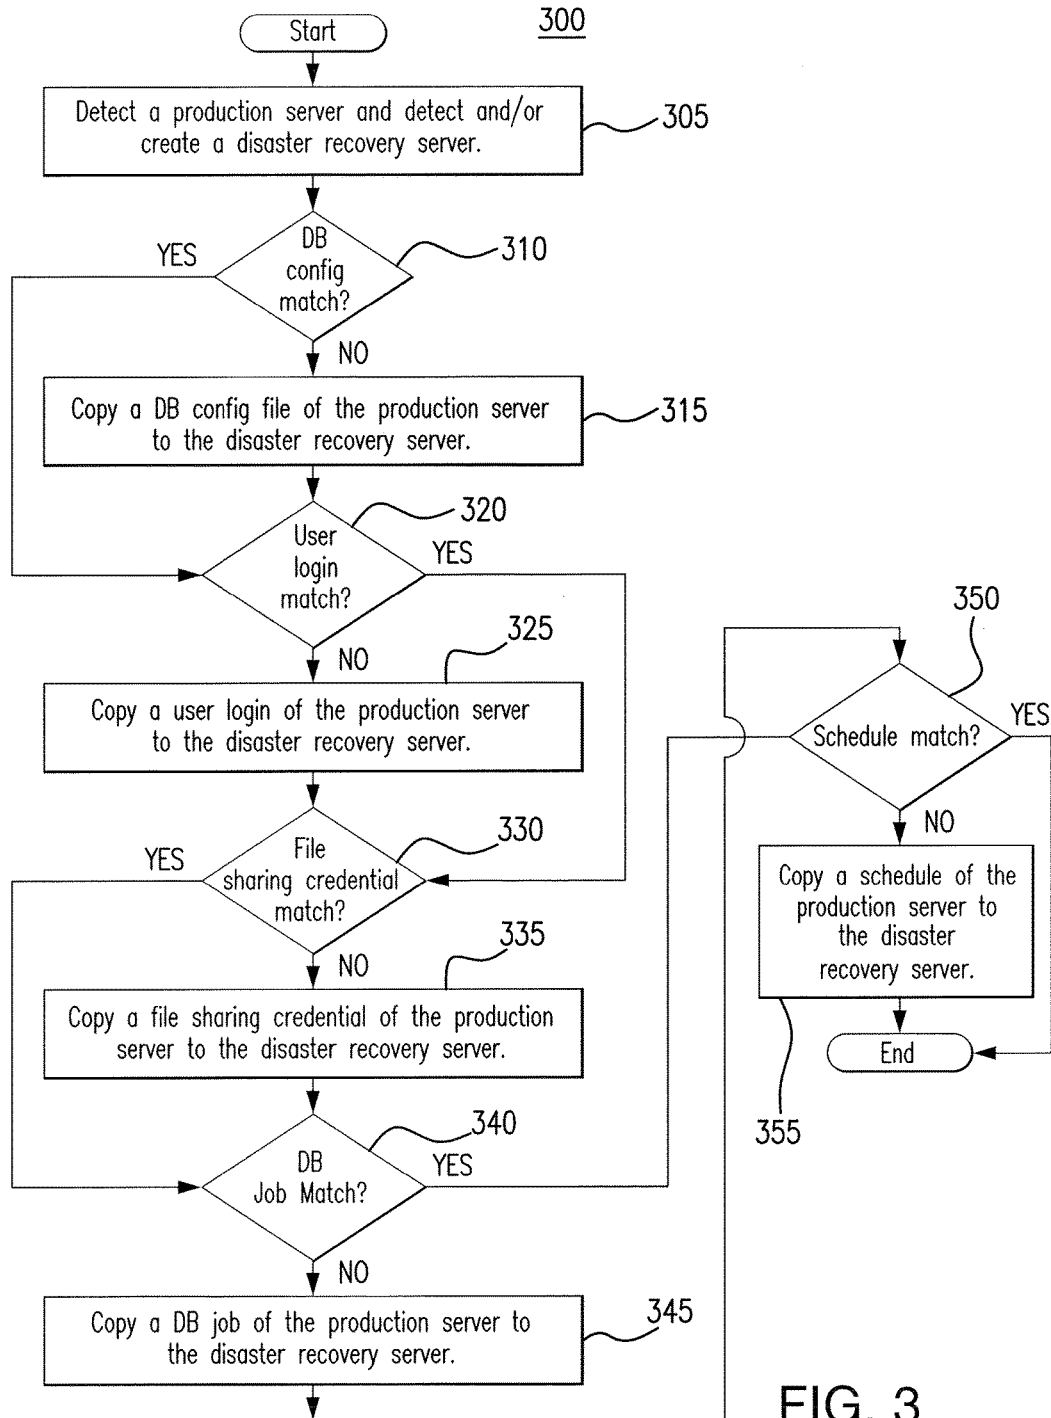 300
Start
Detect a production server and detect and/or
create a disaster recovery server.
305
DB
config
match?
310
YES
NO
Copy a DB config file of the production server
to the disaster recovery server.
315
User
login
match?
320
YES
NO
325
Copy a user login of the production server
to the disaster recovery server.
File
sharing credential
match?
330
YES
NO
335
Copy a file sharing credential of the production
server to the disaster recovery server.
DB
Job Match?
340
YES
NO
Copy a DB job of the production server to
the disaster recovery server.
345
350
Schedule match?
YES
NO
Copy a schedule of the
production server to
the disaster
recovery server.
355
End
FIG. 3